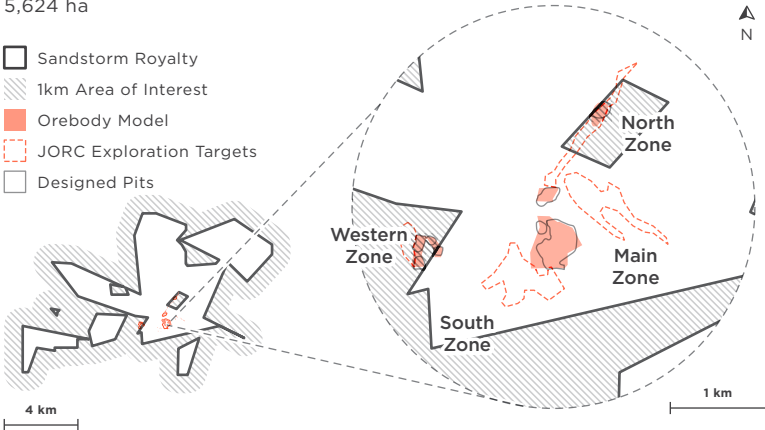 5,624 ha
Sandstorm Royalty
1km Area of Interest
Orebody Model
JORC Exploration Targets
Designed Pits
N
North
Zone
Western
Zone
Main
Zone
South
Zone
4 km
1 km